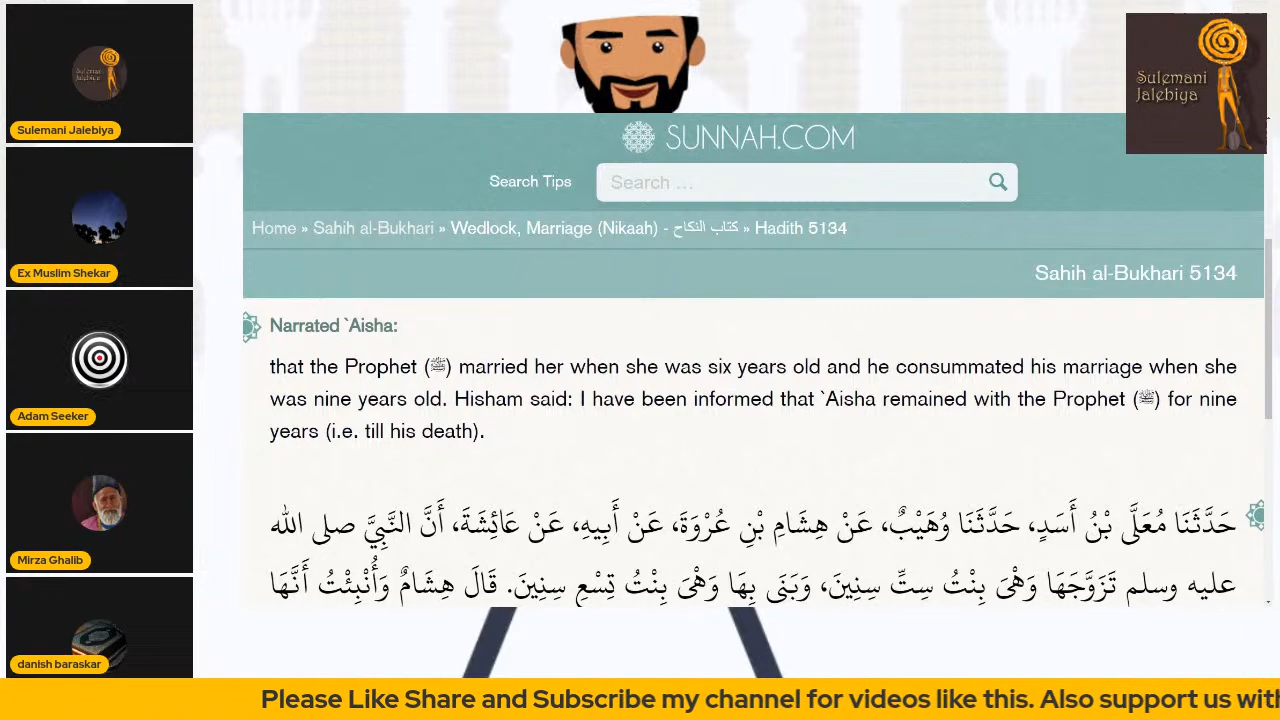 Sulemani Jalebiya
Sulemani Jalebiya
Ex Muslim Shekar
Adam Seeker
Mirza Ghalib
danish baraskar
Sulemani
Jalebiya
SUNNAH.COM
Search Tips
Search ...
Home » Sahih al-Bukhari » Wedlock, Marriage (Nikaah) - كتاب النكاح » Hadith 5134
Sahih al-Bukhari 5134
Narrated `Aisha:
that the Prophet (ﷺ) married her when she was six years old and he consummated his marriage when she
was nine years old. Hisham said: I have been informed that `Aisha remained with the Prophet (ﷺ) for nine
years (i.e. till his death).
حَدَّثَنَا مُعَلَّى بْنُ أَسَدٍ، حَدَّثَنَا وُهَيْبٌ، عَنْ هِشَامِ بْنِ عُرْوَةَ، عَنْ أَبِيهِ، عَنْ عَائِشَةَ، أَنَّ النَّبِيَّ صلى الله
عليه وسلم تَزَوَّجَهَا وَهْىَ بِنْتُ سِتِّ سِنِينَ، وَبَنَى بِهَا وَهْىَ بِنْتُ تِسْعِ سِنِينَ. قَالَ هِشَامٌ وَأُنْبِئْتُ أَنَّهَا
Please Like Share and Subscribe my channel for videos like this. Also support us wit